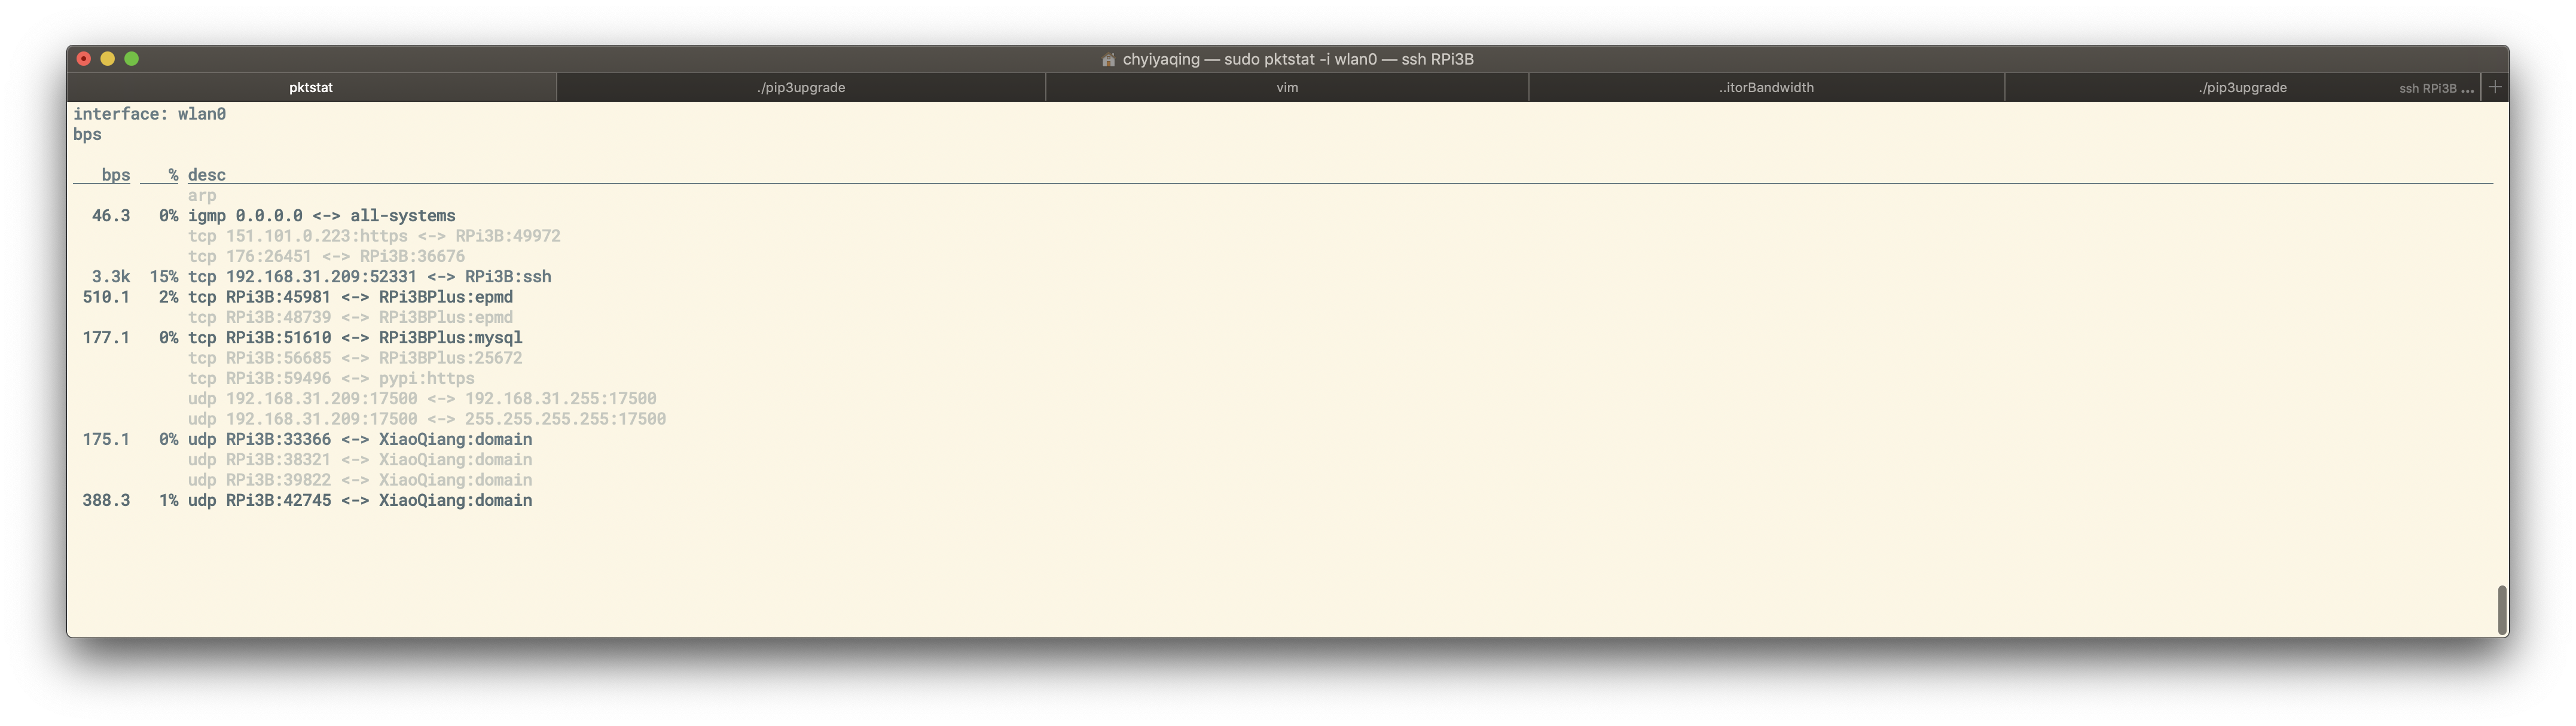 chyiyaqing — sudo pktstat -i wlan0 — ssh RPi3B
pktstat ./pip3upgrade vim ..itorBandwidth ./pip3upgrade ssh RPi3B ... +
interface: wlan0
bps
bps % desc
arp
46.3 0% igmp 0.0.0.0 <-> all-systems
tcp 151.101.0.223:https <-> RPi3B:49972
tcp 176:26451 <-> RPi3B:36676
3.3k 15% tcp 192.168.31.209:52331 <-> RPi3B:ssh
510.1 2% tcp RPi3B:45981 <-> RPi3BPlus:epmd
tcp RPi3B:48739 <-> RPi3BPlus:epmd
177.1 0% tcp RPi3B:51610 <-> RPi3BPlus:mysql
tcp RPi3B:56685 <-> RPi3BPlus:25672
tcp RPi3B:59496 <-> pypi:https
udp 192.168.31.209:17500 <-> 192.168.31.255:17500
udp 192.168.31.209:17500 <-> 255.255.255.255:17500
175.1 0% udp RPi3B:33366 <-> XiaoQiang:domain
udp RPi3B:38321 <-> XiaoQiang:domain
udp RPi3B:39822 <-> XiaoQiang:domain
388.3 1% udp RPi3B:42745 <-> XiaoQiang:domain